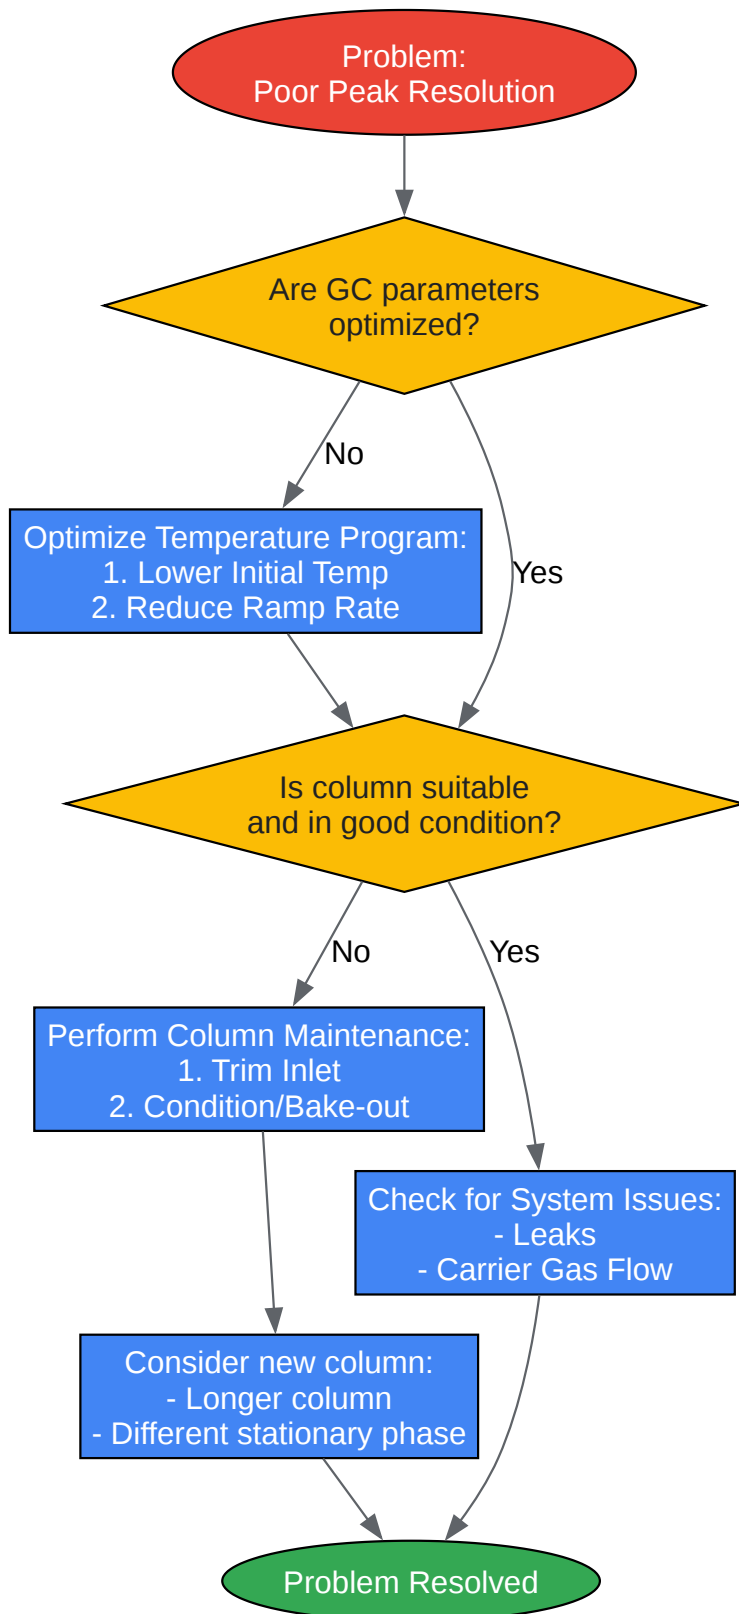 Problem:
Poor Peak Resolution
Are GC parameters
optimized?
No
Optimize Temperature Program:
1. Lower Initial Temp
2. Reduce Ramp Rate
Yes
Is column suitable
and in good condition?
No
Yes
Perform Column Maintenance:
1. Trim Inlet
2. Condition/Bake-out
Check for System Issues:
- Leaks
- Carrier Gas Flow
Consider new column:
- Longer column
- Different stationary phase
Problem Resolved